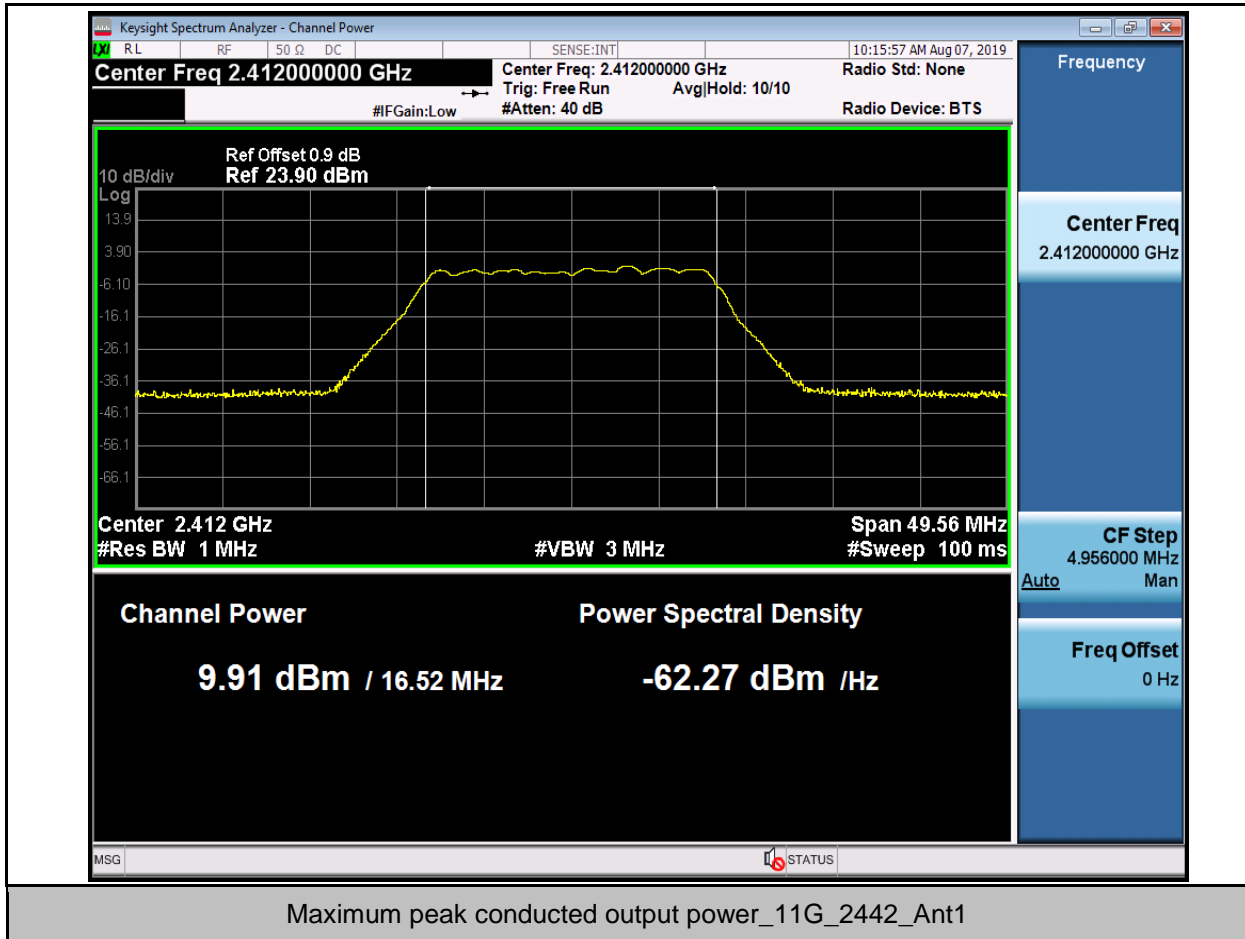 Keysight Spectrum Analyzer - Channel Power
LXI RL RF 50 Ω DC SENSE:INT 10:15:57 AM Aug 07, 2019
Center Freq 2.412000000 GHz
#IFGain:Low
Center Freq: 2.412000000 GHz
Trig: Free Run Avg|Hold: 10/10
#Atten: 40 dB
Radio Std: None
Radio Device: BTS
Ref Offset 0.9 dB
10 dB/div Ref 23.90 dBm
Log
13.9
3.90
-6.10
-16.1
-26.1
-36.1
-46.1
-56.1
-66.1
Center 2.412 GHz Span 49.56 MHz
#Res BW 1 MHz #VBW 3 MHz #Sweep 100 ms
Channel Power Power Spectral Density
9.91 dBm / 16.52 MHz -62.27 dBm /Hz
Frequency
Center Freq
2.412000000 GHz
CF Step
4.956000 MHz
Auto Man
Freq Offset
0 Hz
MSG STATUS
Maximum peak conducted output power_11G_2442_Ant1